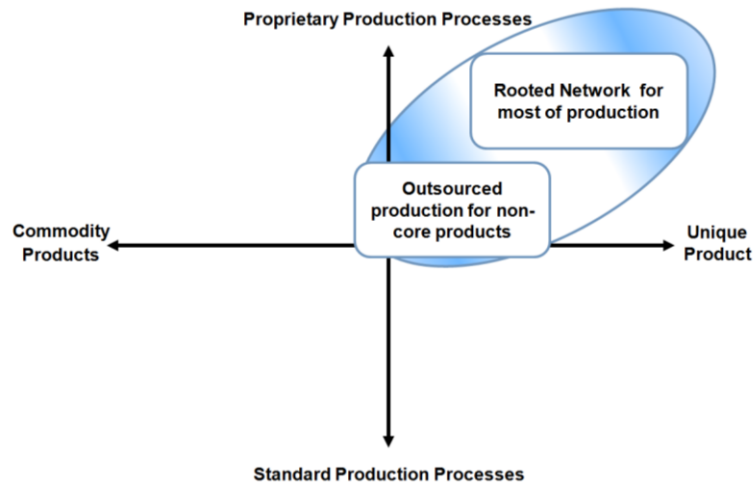 Proprietary Production Processes
Rooted Network for
most of production
Outsourced
production for non-
core products
Commodity
Products
Unique
Product
Standard Production Processes